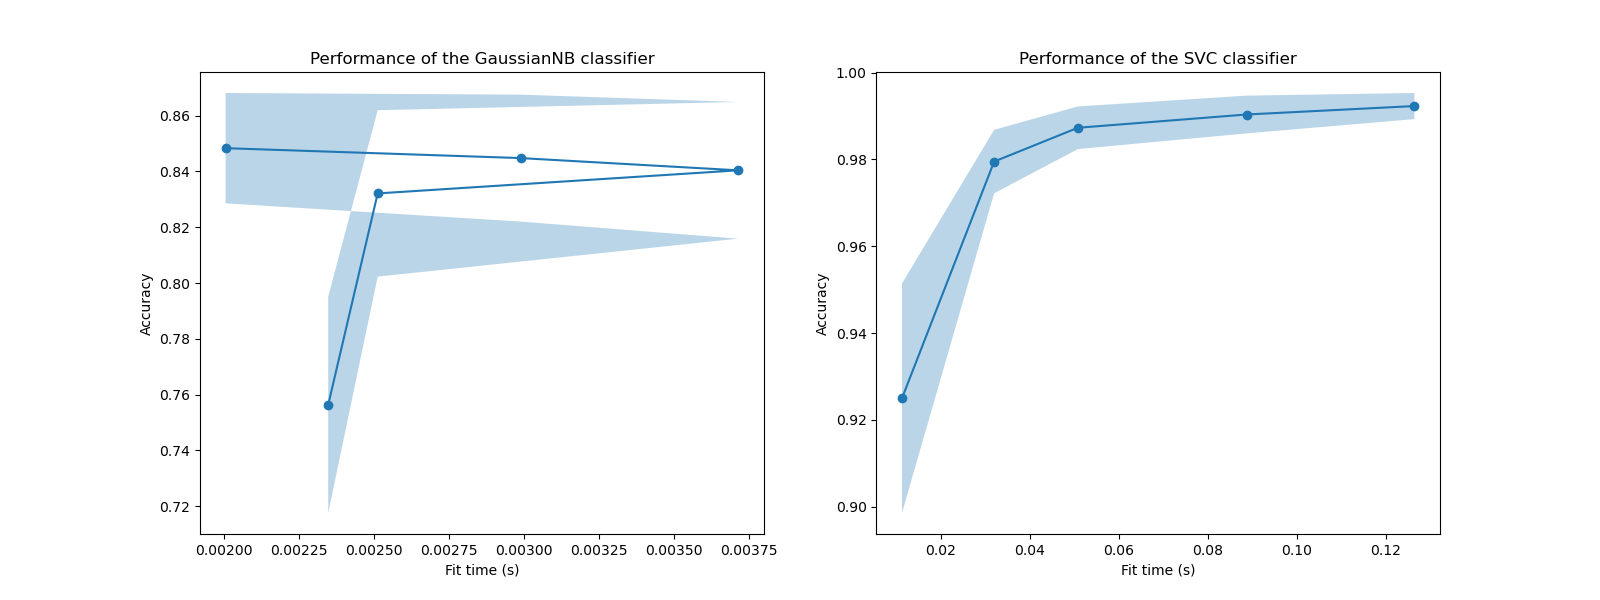 Performance of the GaussianNB classifier
Accuracy
0.86
0.84
0.82
0.80
0.78
0.76
0.74
0.72
0.00200 0.00225 0.00250 0.00275 0.00300 0.00325 0.00350 0.00375
Fit time (s)
Performance of the SVC classifier
Accuracy
1.00
0.98
0.96
0.94
0.92
0.90
0.02 0.04 0.06 0.08 0.10 0.12
Fit time (s)